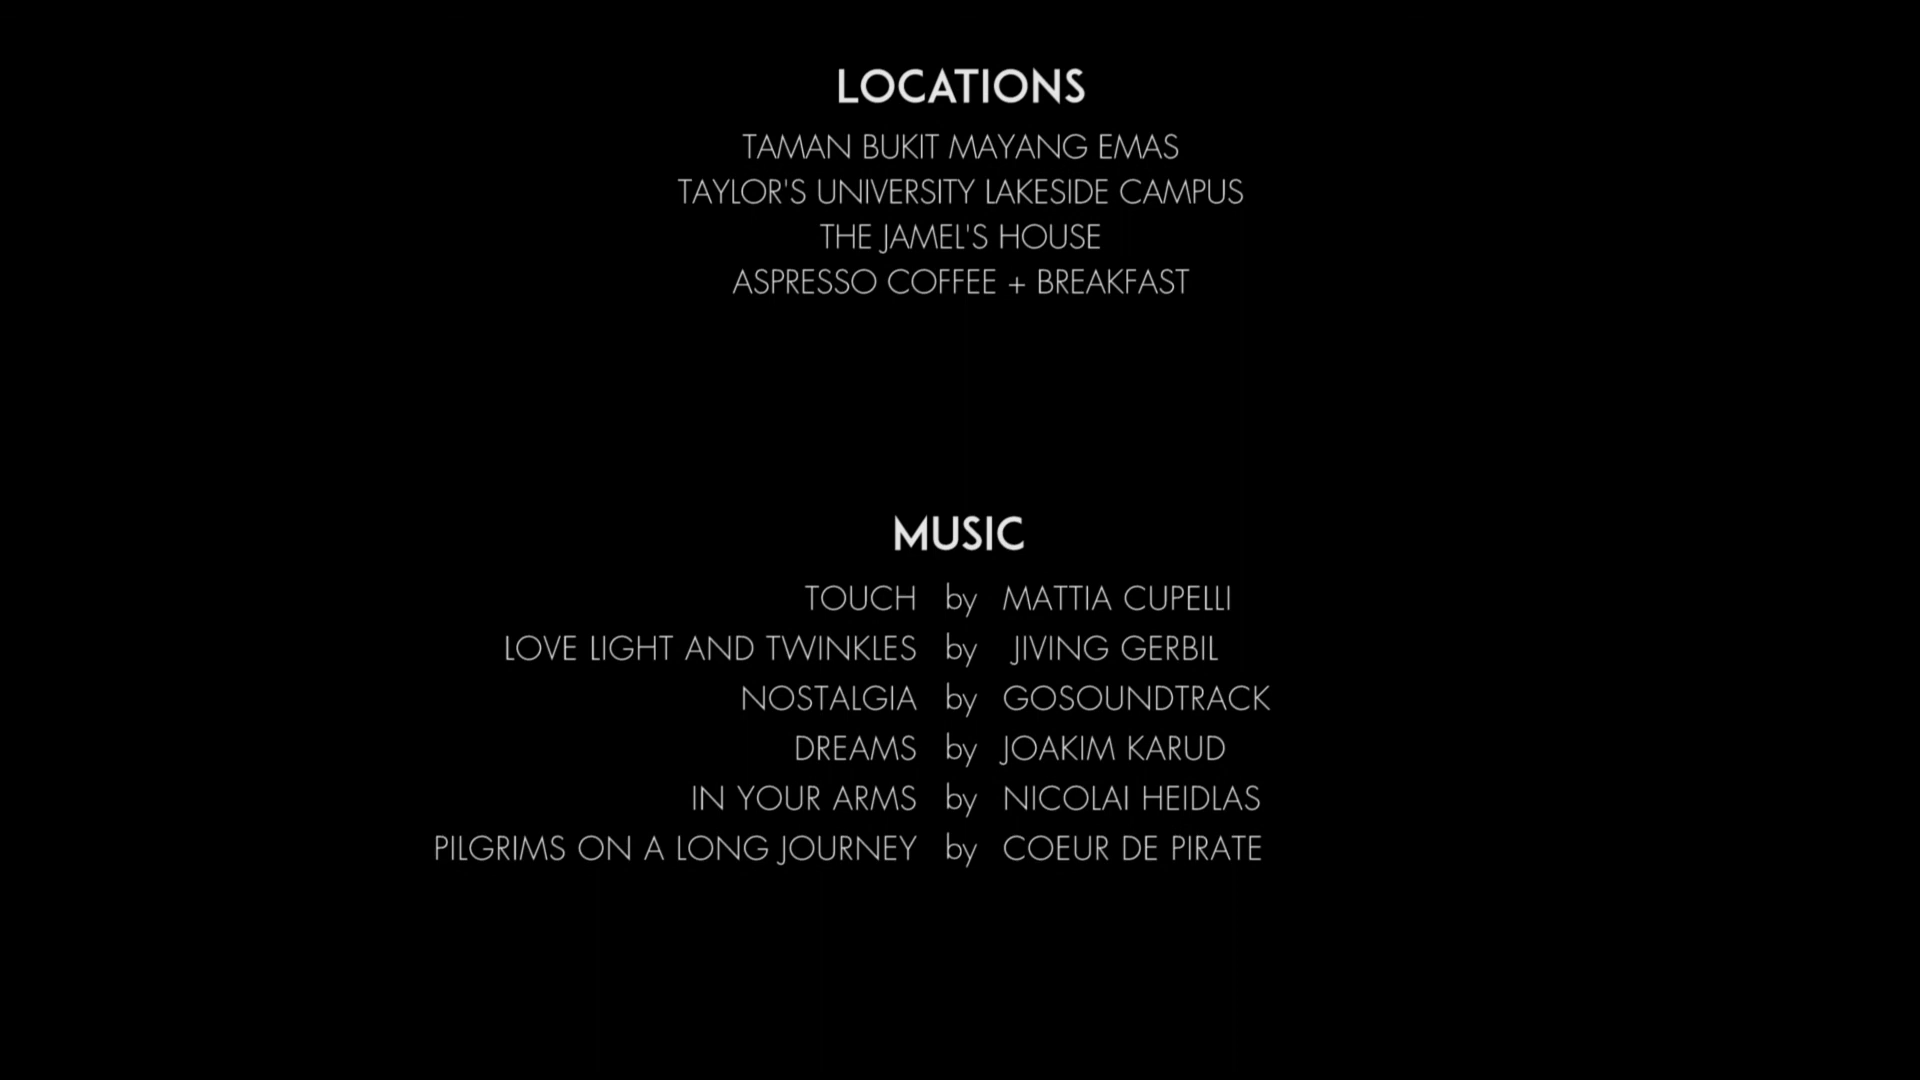 LOCATIONS
TAMAN BUKIT MAYANG EMAS
TAYLOR'S UNIVERSITY LAKESIDE CAMPUS
THE JAMEL'S HOUSE
ASPRESSO COFFEE + BREAKFAST
MUSIC
TOUCH by MATTIA CUPELLI
LOVE LIGHT AND TWINKLES by JIVING GERBIL
NOSTALGIA by GOSOUNDTRACK
DREAMS by JOAKIM KARUD
IN YOUR ARMS by NICOLAI HEIDLAS
PILGRIMS ON A LONG JOURNEY by COEUR DE PIRATE